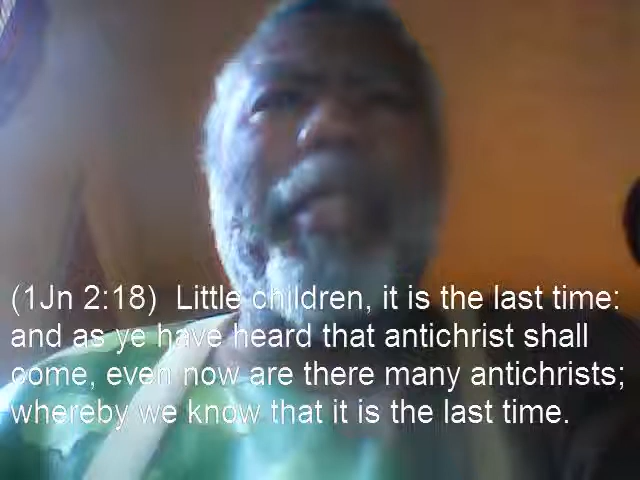 (1Jn 2:18)  Little children, it is the last time:
and as ye have heard that antichrist shall
come, even now are there many antichrists;
whereby we know that it is the last time.